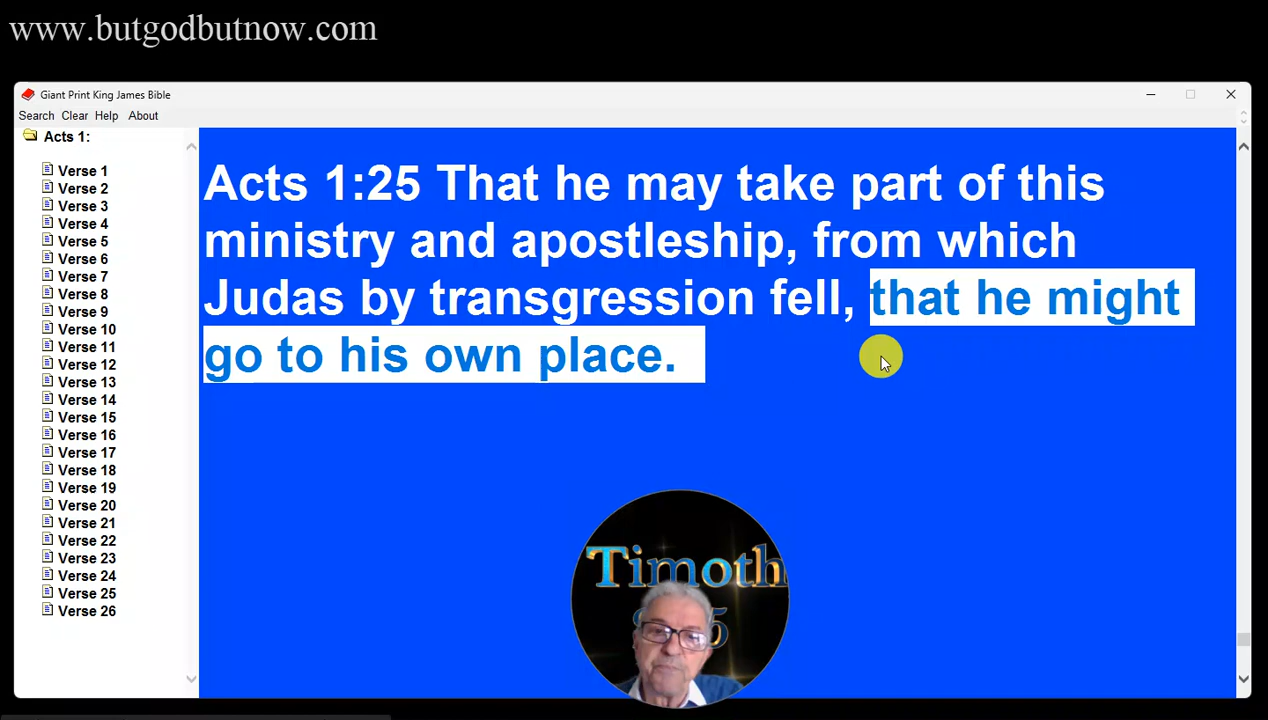 www.butgodbutnow.com
Giant Print King James Bible
Search Clear Help About
Acts 1:
Verse 1
Verse 2
Verse 3
Verse 4
Verse 5
Verse 6
Verse 7
Verse 8
Verse 9
Verse 10
Verse 11
Verse 12
Verse 13
Verse 14
Verse 15
Verse 16
Verse 17
Verse 18
Verse 19
Verse 20
Verse 21
Verse 22
Verse 23
Verse 24
Verse 25
Verse 26
Acts 1:25 That he may take part of this
ministry and apostleship, from which
Judas by transgression fell, that he might
go to his own place.
Timoth